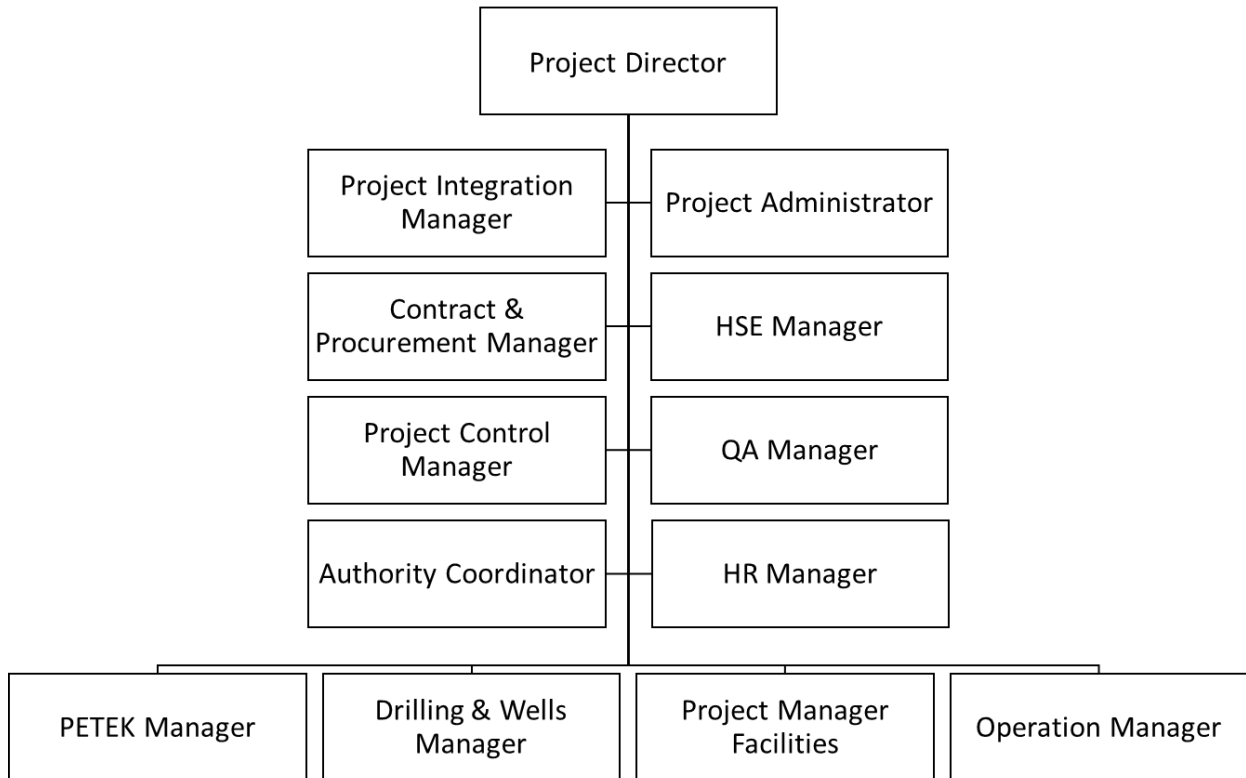 Project Director
Project Integration
Manager
Project Administrator
Contract &
Procurement Manager
HSE Manager
Project Control
Manager
QA Manager
Authority Coordinator
HR Manager
PETEK Manager
Drilling & Wells
Manager
Project Manager
Facilities
Operation Manager